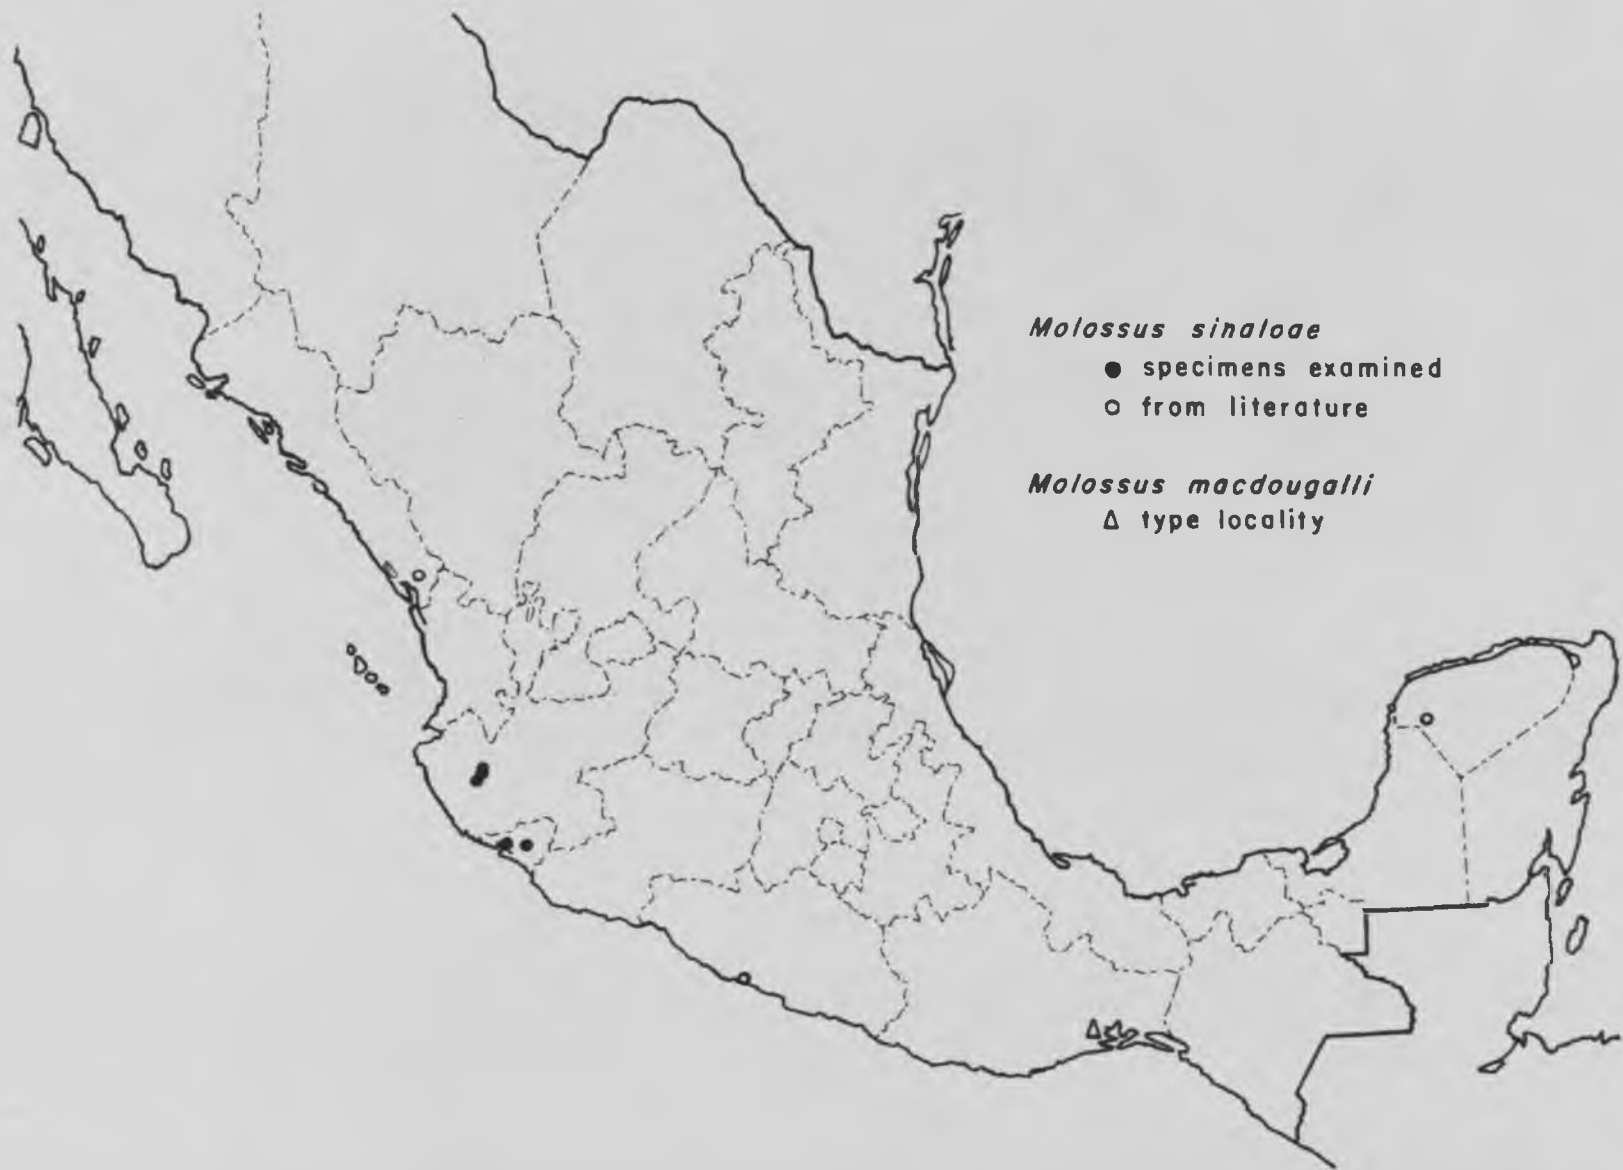 Molossus sinaloae
● specimens examined
○ from literature
Molossus macdougalli
Δ type locality